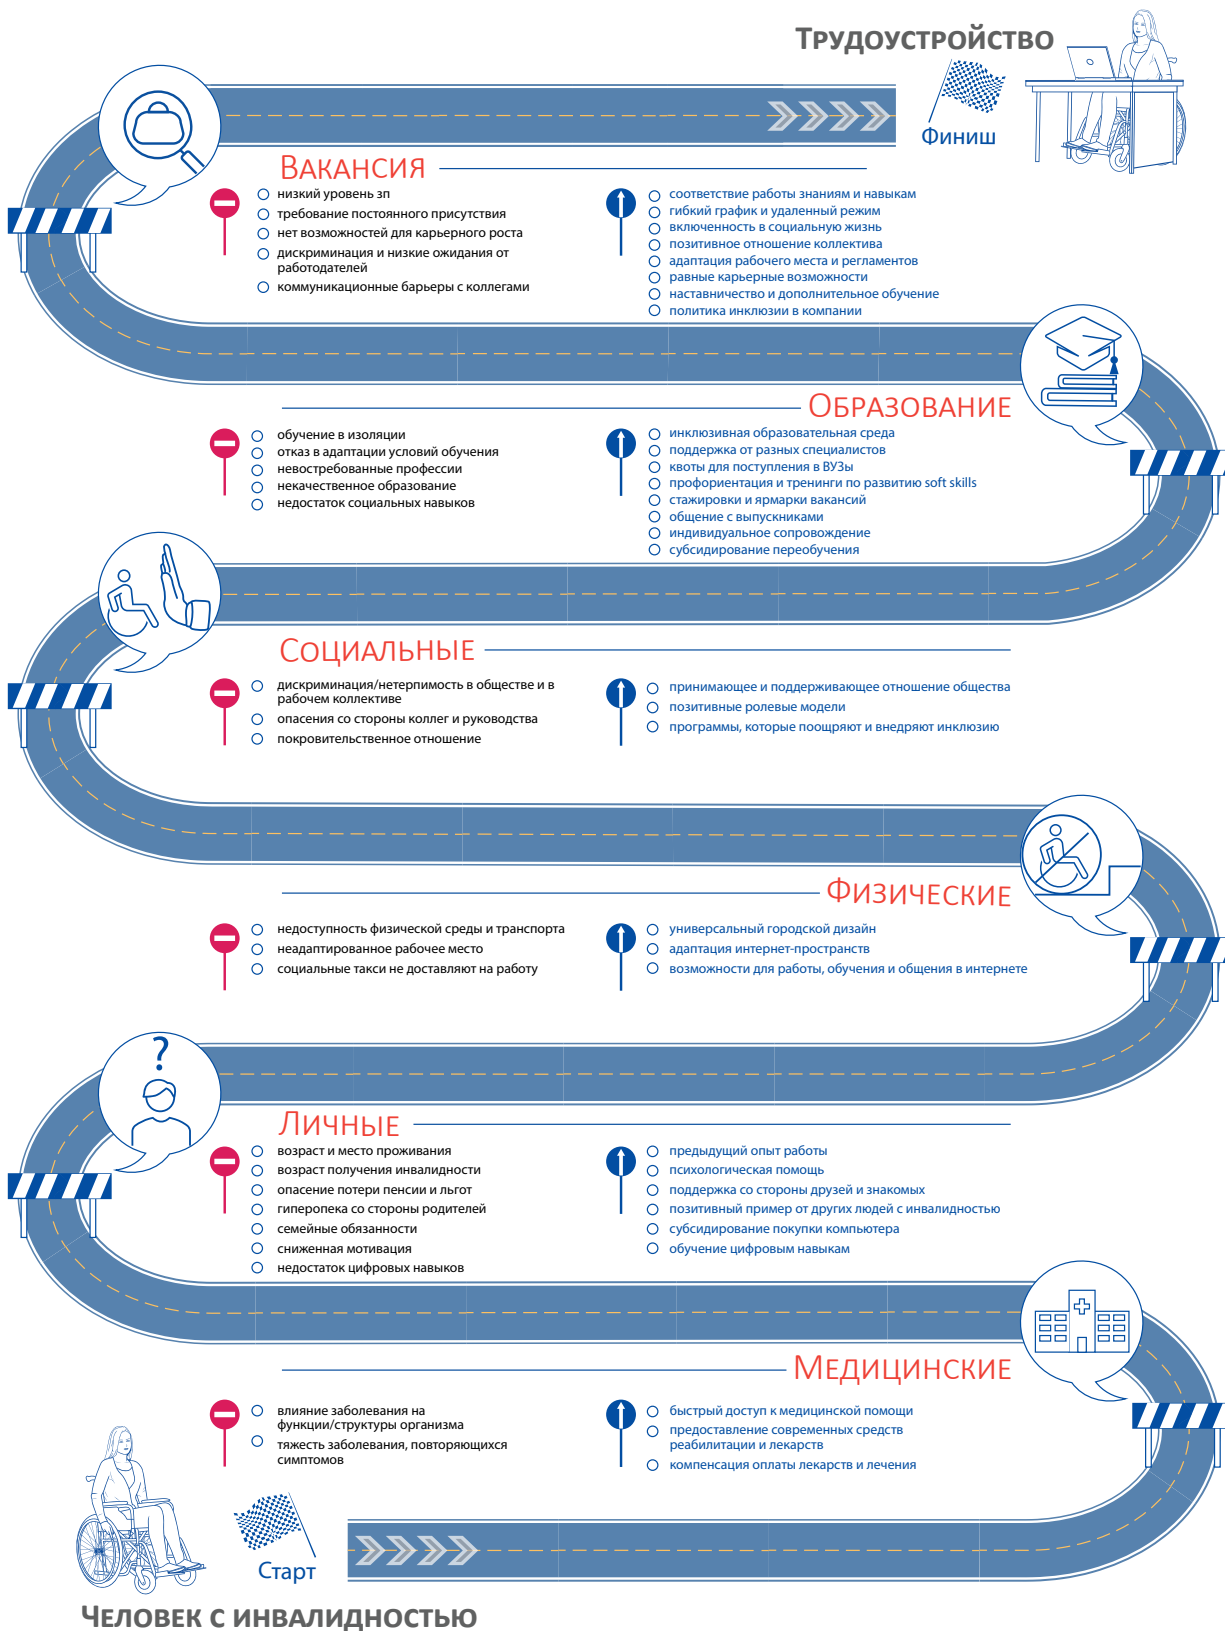 ТРУДОУСТРОЙСТВО
Финиш
ВАКАНСИЯ
низкий уровень зп
требование постоянного присутствия
нет возможностей для карьерного роста
дискриминация и низкие ожидания от
работодателей
коммуникационные барьеры с коллегами
соответствие работы знаниям и навыкам
гибкий график и удаленный режим
включенность в социальную жизнь
позитивное отношение коллектива
адаптация рабочего места и регламентов
равные карьерные возможности
наставничество и дополнительное обучение
политика инклюзии в компании
ОБРАЗОВАНИЕ
обучение в изоляции
отказ в адаптации условий обучения
невостребованные профессии
некачественное образование
недостаток социальных навыков
инклюзивная образовательная среда
поддержка от разных специалистов
квоты для поступления в ВУЗы
профориентация и тренинги по развитию soft skills
стажировки и ярмарки вакансий
общение с выпускниками
индивидуальное сопровождение
субсидирование переобучения
СОЦИАЛЬНЫЕ
дискриминация/нетерпимость в обществе и в
рабочем коллективе
опасения со стороны коллег и руководства
покровительственное отношение
принимающее и поддерживающее отношение общества
позитивные ролевые модели
программы, которые поощряют и внедряют инклюзию
ФИЗИЧЕСКИЕ
недоступность физической среды и транспорта
неадаптированное рабочее место
социальные такси не доставляют на работу
универсальный городской дизайн
адаптация интернет-пространств
возможности для работы, обучения и общения в интернете
?
ЛИЧНЫЕ
возраст и место проживания
возраст получения инвалидности
опасение потери пенсии и льгот
гиперопека со стороны родителей
семейные обязанности
сниженная мотивация
недостаток цифровых навыков
предыдущий опыт работы
психологическая помощь
поддержка со стороны друзей и знакомых
позитивный пример от других людей с инвалидностью
субсидирование покупки компьютера
обучение цифровым навыкам
МЕДИЦИНСКИЕ
влияние заболевания на
функции/структуры организма
тяжесть заболевания, повторяющихся
симптомов
быстрый доступ к медицинской помощи
предоставление современных средств
реабилитации и лекарств
компенсация оплаты лекарств и лечения
Старт
ЧЕЛОВЕК С ИНВАЛИДНОСТЬЮ